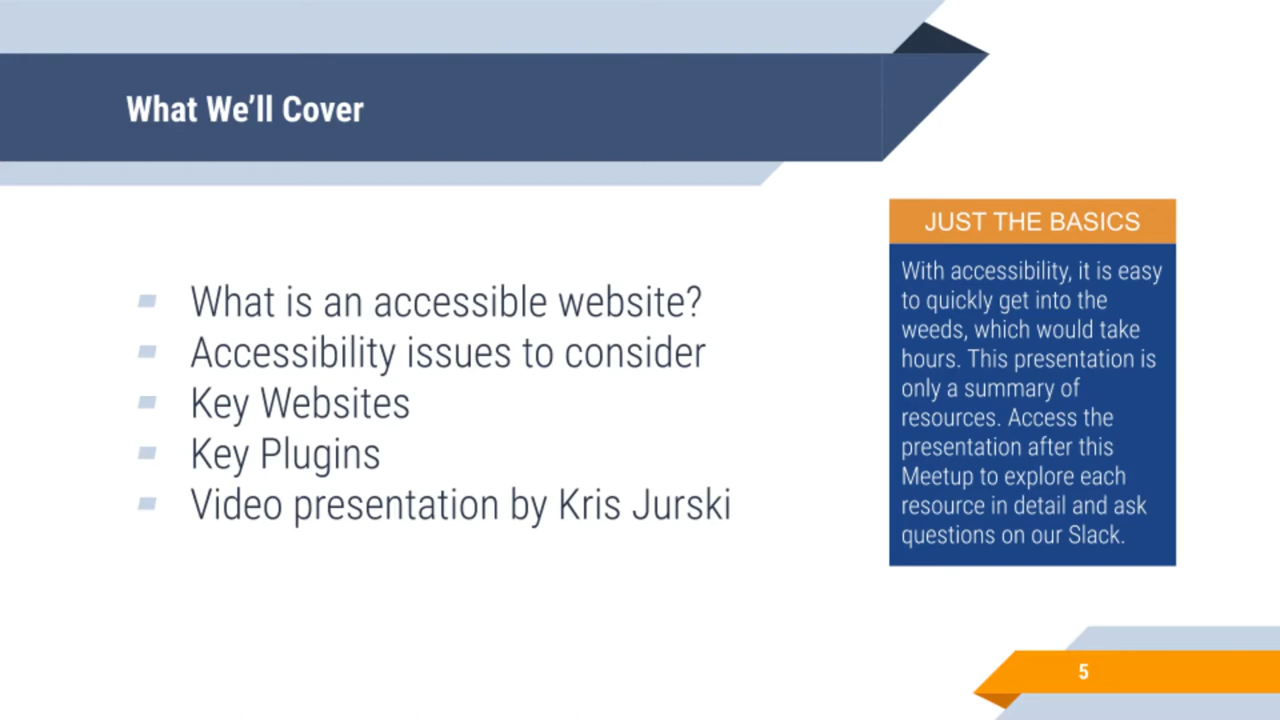 What We’ll Cover
What is an accessible website?
Accessibility issues to consider
Key Websites
Key Plugins
Video presentation by Kris Jurski
JUST THE BASICS
With accessibility, it is easy
to quickly get into the
weeds, which would take
hours. This presentation is
only a summary of
resources. Access the
presentation after this
Meetup to explore each
resource in detail and ask
questions on our Slack.
5